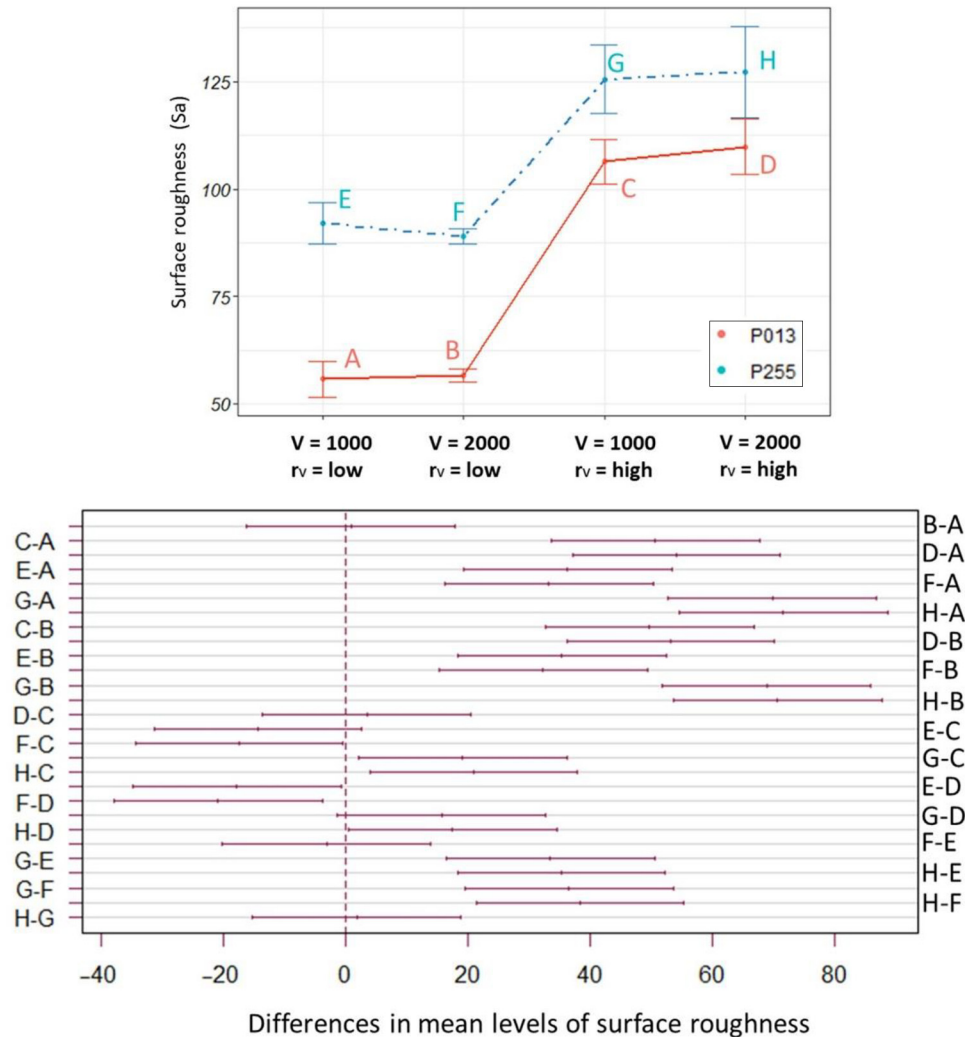 Surface roughness (Sa)
125
100
75
50
A
B
C
D
E
F
G
H
P013
P255
V = 1000
rv = low
V = 2000
rv = low
V = 1000
rv = high
V = 2000
rv = high
B-A
C-A
D-A
E-A
F-A
G-A
H-A
C-B
D-B
E-B
F-B
G-B
H-B
D-C
E-C
F-C
G-C
H-C
E-D
F-D
G-D
H-D
F-E
G-E
H-E
G-F
H-F
H-G
−40
−20
0
20
40
60
80
Differences in mean levels of surface roughness